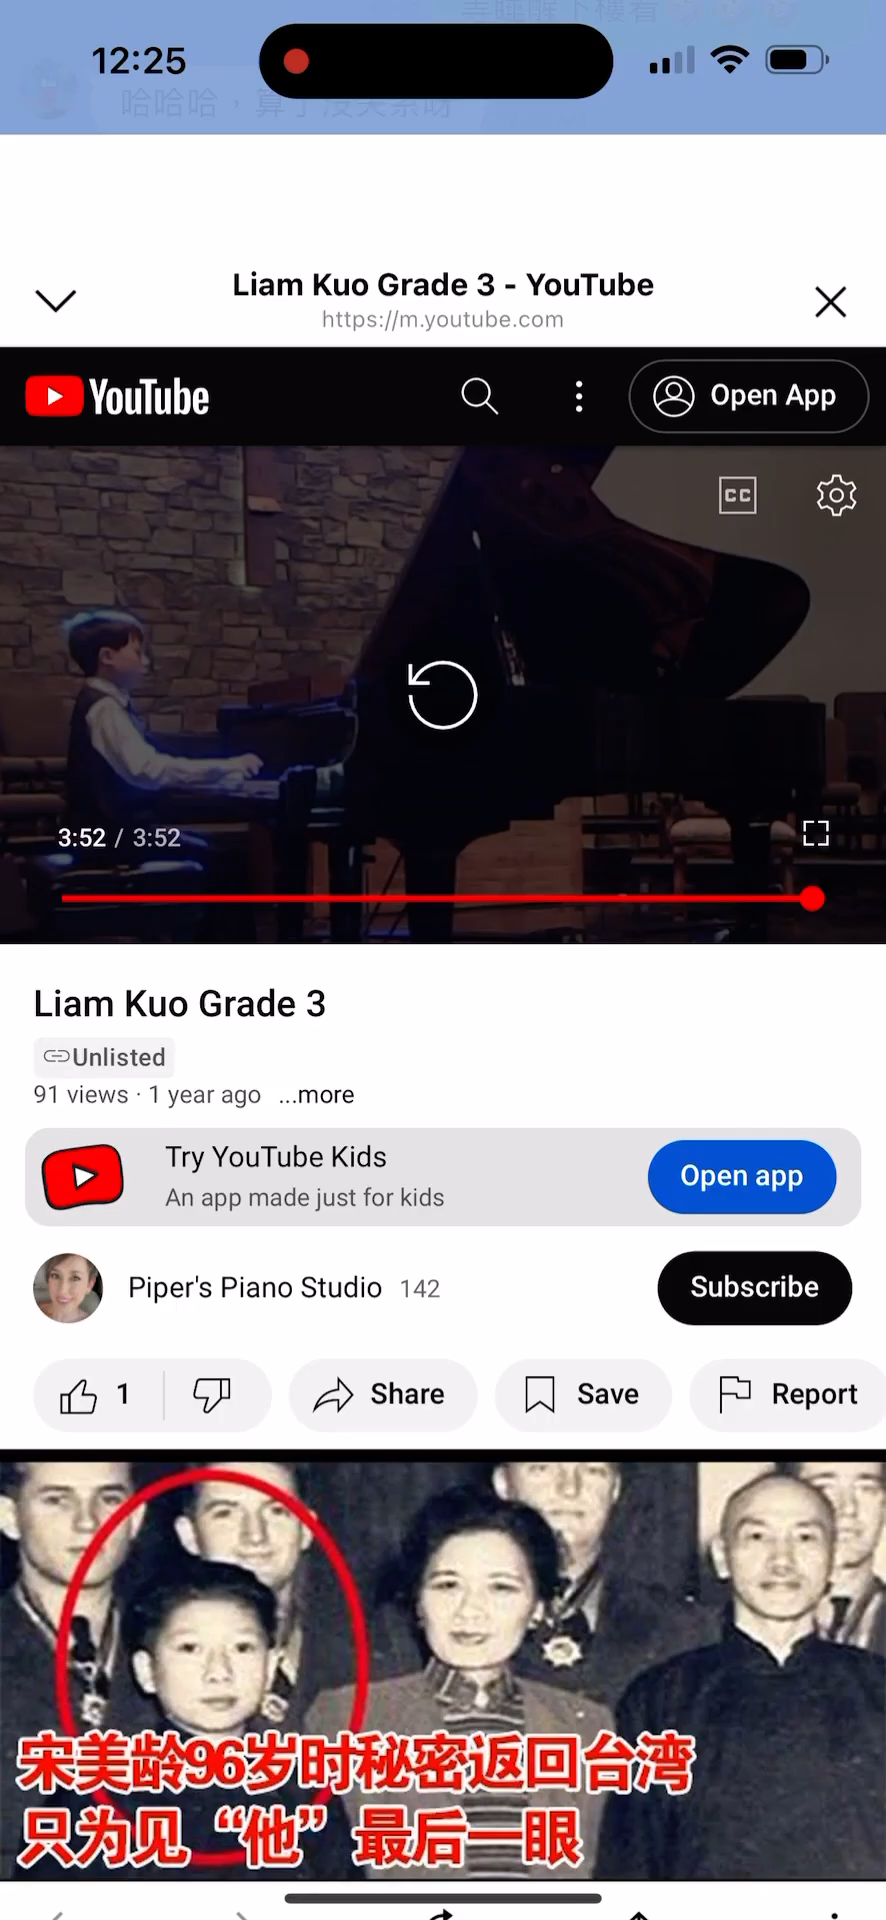 12:25
Liam Kuo Grade 3 - YouTube
https://m.youtube.com
YouTube
Open App
CC
3:52 / 3:52
Liam Kuo Grade 3
Unlisted
91 views · 1 year ago ...more
Try YouTube Kids
An app made just for kids
Open app
Piper's Piano Studio 142
Subscribe
1
Share
Save
Report
宋美龄96岁时秘密返回台湾
只为见“他”最后一眼